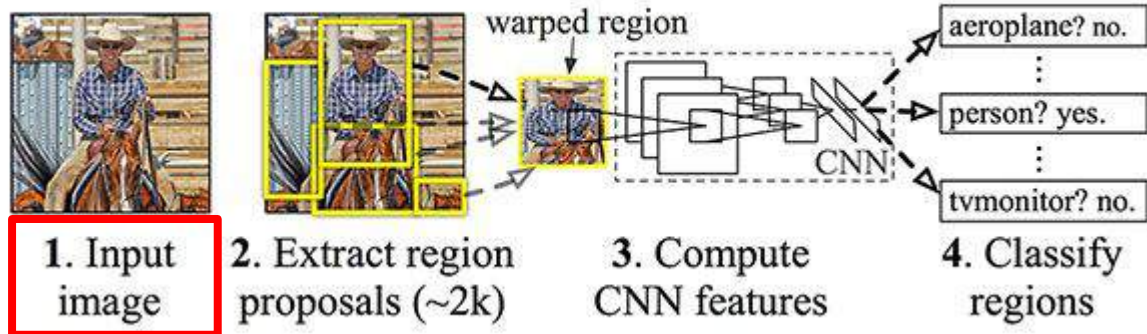 warped region
aeroplane? no.
person? yes.
CNN
tvmonitor? no.
1. Input
image
2. Extract region
proposals (~2k)
3. Compute
CNN features
4. Classify
regions